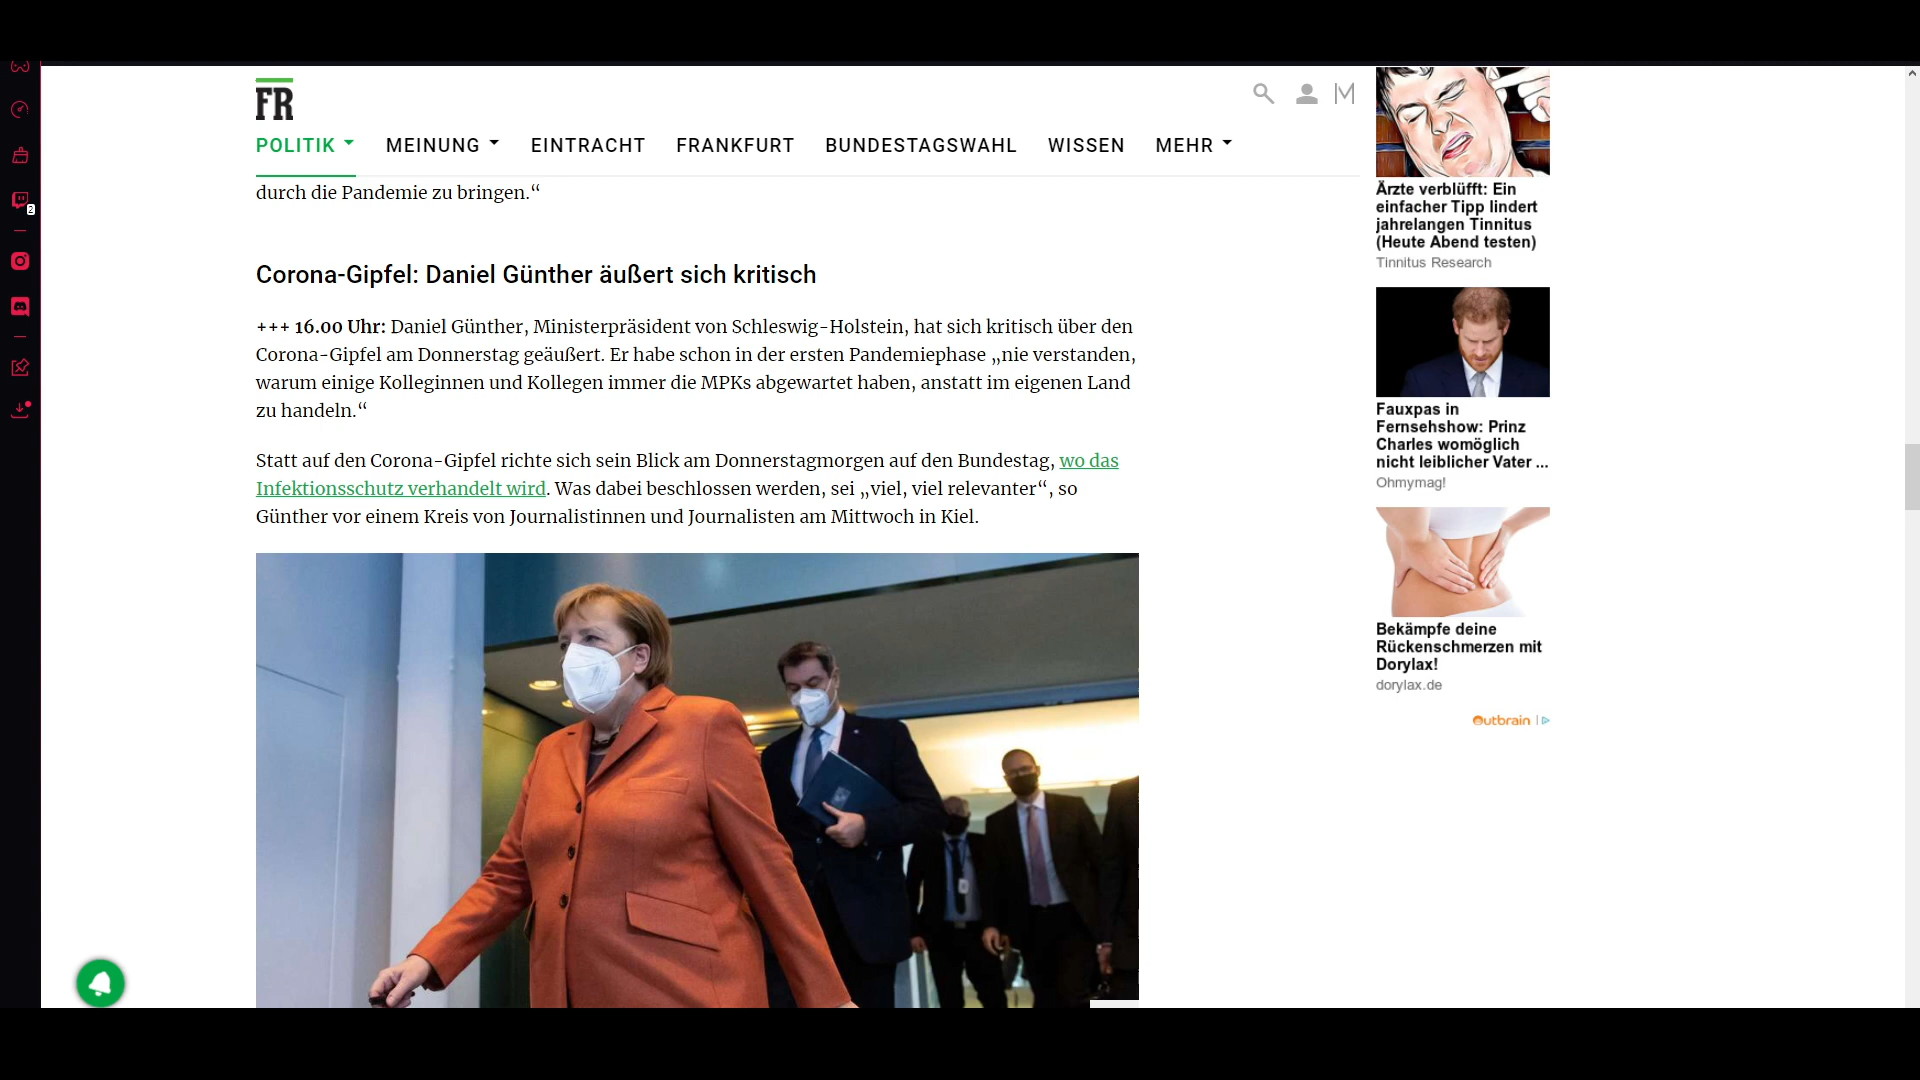 FR
POLITIK
MEINUNG
EINTRACHT
FRANKFURT
BUNDESTAGSWAHL
WISSEN
MEHR
durch die Pandemie zu bringen.“
Corona-Gipfel: Daniel Günther äußert sich kritisch
+++ 16.00 Uhr: Daniel Günther, Ministerpräsident von Schleswig-Holstein, hat sich kritisch über den
Corona-Gipfel am Donnerstag geäußert. Er habe schon in der ersten Pandemiephase „nie verstanden,
warum einige Kolleginnen und Kollegen immer die MPKs abgewartet haben, anstatt im eigenen Land
zu handeln.“
Statt auf den Corona-Gipfel richte sich sein Blick am Donnerstagmorgen auf den Bundestag, wo das
Infektionsschutz verhandelt wird. Was dabei beschlossen werden, sei „viel, viel relevanter“, so
Günther vor einem Kreis von Journalistinnen und Journalisten am Mittwoch in Kiel.
Ärzte verblüfft: Ein
einfacher Tipp lindert
jahrelangen Tinnitus
(Heute Abend testen)
Tinnitus Research
Fauxpas in
Fernsehshow: Prinz
Charles womöglich
nicht leiblicher Vater ...
Ohmymag!
Bekämpfe deine
Rückenschmerzen mit
Dorylax!
dorylax.de
Outbrain
2